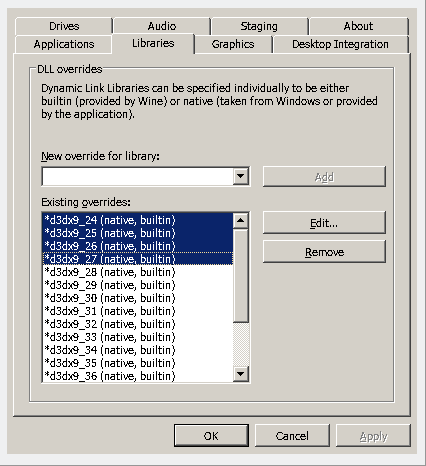 Drives Audio Staging About
Applications Libraries Graphics Desktop Integration
DLL overrides
Dynamic Link Libraries can be specified individually to be either
builtin (provided by Wine) or native (taken from Windows or provided
by the application).
New override for library:
Add
Existing overrides:
*d3dx9_24 (native, builtin)
*d3dx9_25 (native, builtin)
*d3dx9_26 (native, builtin)
*d3dx9_27 (native, builtin)
*d3dx9_28 (native, builtin)
*d3dx9_29 (native, builtin)
*d3dx9_30 (native, builtin)
*d3dx9_31 (native, builtin)
*d3dx9_32 (native, builtin)
*d3dx9_33 (native, builtin)
*d3dx9_34 (native, builtin)
*d3dx9_35 (native, builtin)
*d3dx9_36 (native, builtin)
Edit...
Remove
OK Cancel Apply